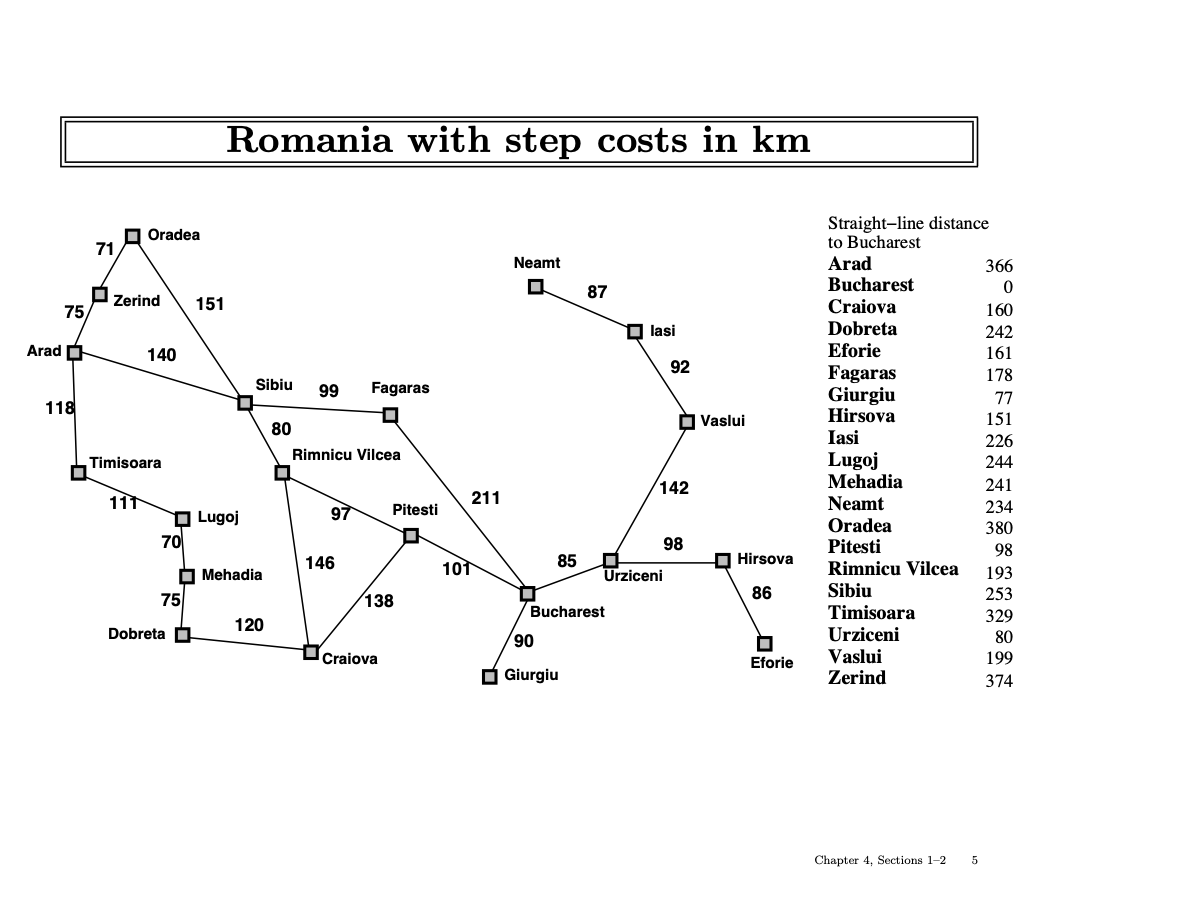 Romania with step costs in km
Oradea
71
Neamt
Zerind
151
87
75
Iasi
Arad
140
92
Sibiu
99
Fagaras
118
80
Vaslui
Rimnicu Vilcea
Timisoara
142
211
111
Lugoj
97
Pitesti
70
98
Hirsova
146
101
85
Mehadia
Urziceni
75
138
86
Bucharest
120
Dobreta
90
Craiova
Eforie
Giurgiu
Straight−line distance
to Bucharest
Arad 366
Bucharest 0
Craiova 160
Dobreta 242
Eforie 161
Fagaras 178
Giurgiu 77
Hirsova 151
Iasi 226
Lugoj 244
Mehadia 241
Neamt 234
Oradea 380
Pitesti 98
Rimnicu Vilcea 193
Sibiu 253
Timisoara 329
Urziceni 80
Vaslui 199
Zerind 374
Chapter 4, Sections 1–2 5